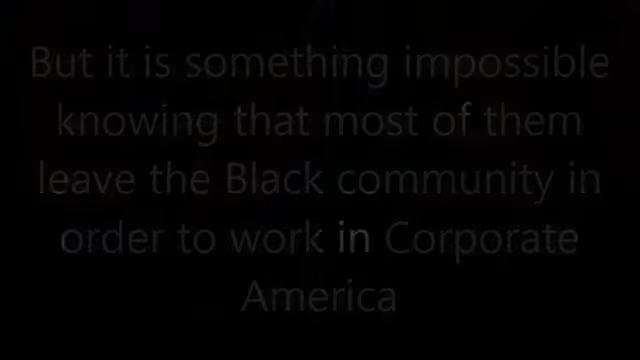 But it is something impossible
knowing that most of them
leave the Black community in
order to work in Corporate
America